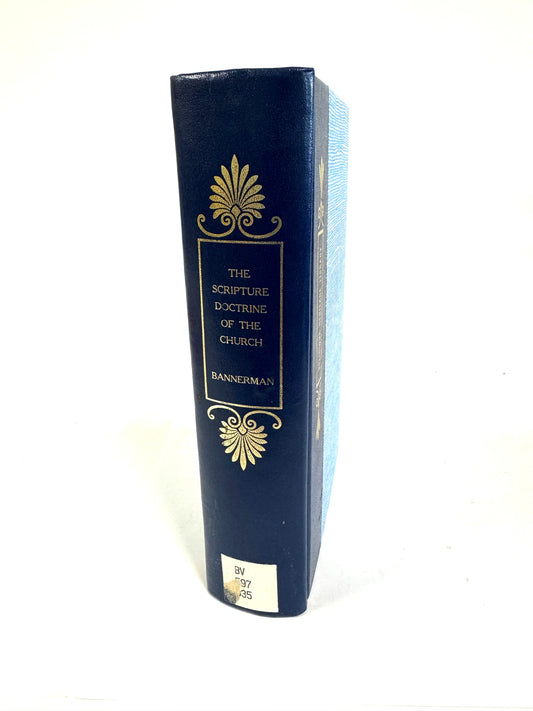 THE
SCRIPTURE
DOCTRINE
OF THE
CHURCH
BANNERMAN
BV